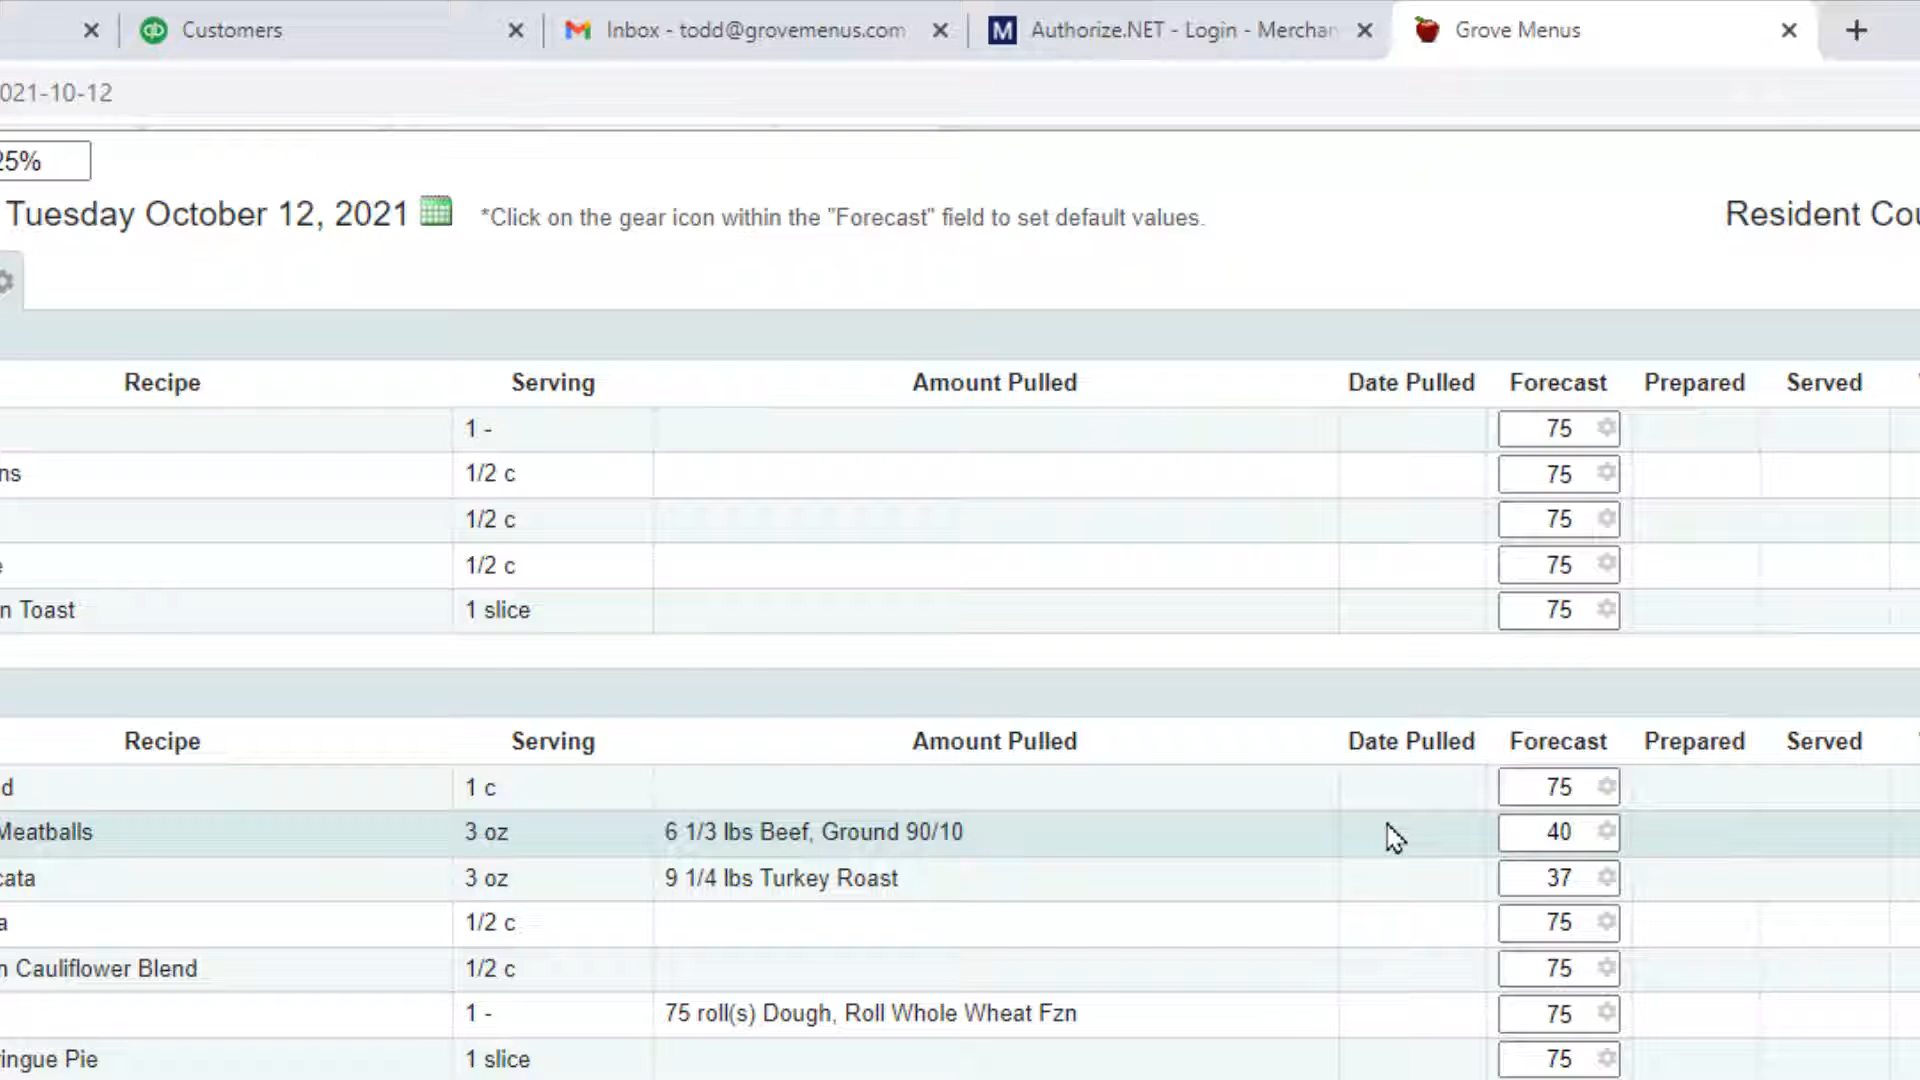 Customers Inbox - todd@grovemenus.com Authorize.NET - Login - Merchan Grove Menus
021-10-12
25%
Tuesday October 12, 2021 *Click on the gear icon within the "Forecast" field to set default values. Resident Cou
Recipe Serving Amount Pulled Date Pulled Forecast Prepared Served
1 - 75
ns 1/2 c 75
1/2 c 75
e 1/2 c 75
n Toast 1 slice 75
Recipe Serving Amount Pulled Date Pulled Forecast Prepared Served
d 1 c 75
Meatballs 3 oz 6 1/3 lbs Beef, Ground 90/10 40
cata 3 oz 9 1/4 lbs Turkey Roast 37
a 1/2 c 75
n Cauliflower Blend 1/2 c 75
1 - 75 roll(s) Dough, Roll Whole Wheat Fzn 75
ingue Pie 1 slice 75